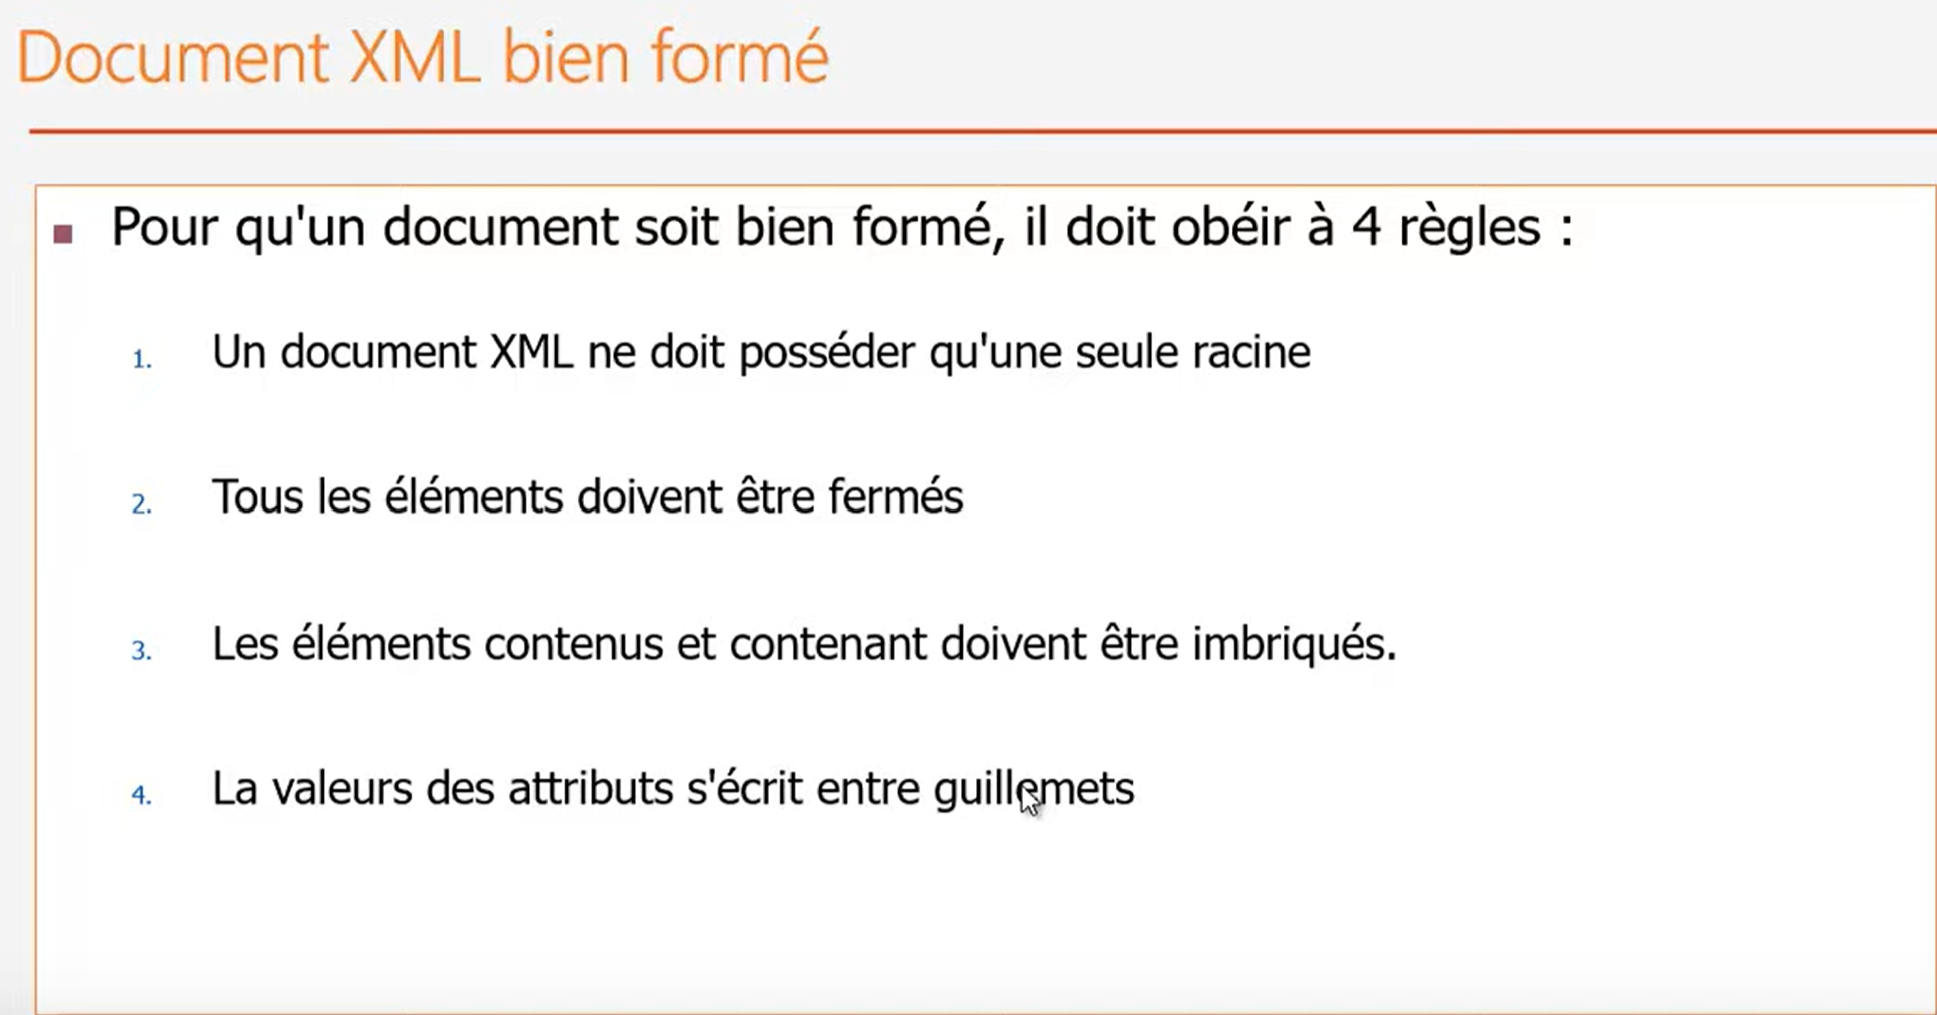 Document XML bien formé
Pour qu'un document soit bien formé, il doit obéir à 4 règles :
1. Un document XML ne doit posséder qu'une seule racine
2. Tous les éléments doivent être fermés
3. Les éléments contenus et contenant doivent être imbriqués.
4. La valeurs des attributs s'écrit entre guillemets